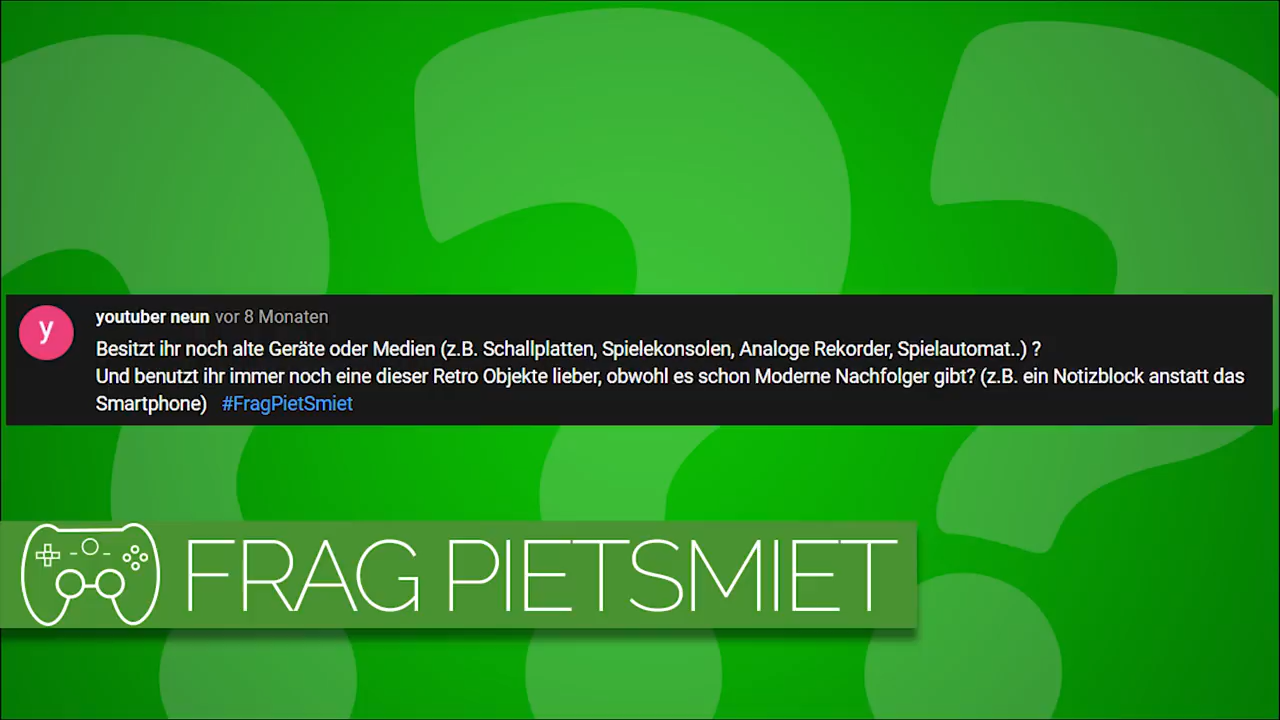 y
youtuber neun vor 8 Monaten
Besitzt ihr noch alte Geräte oder Medien (z.B. Schallplatten, Spielekonsolen, Analoge Rekorder, Spielautomat..) ?
Und benutzt ihr immer noch eine dieser Retro Objekte lieber, obwohl es schon Moderne Nachfolger gibt? (z.B. ein Notizblock anstatt das
Smartphone) #FragPietSmiet
FRAG PIETSMIET